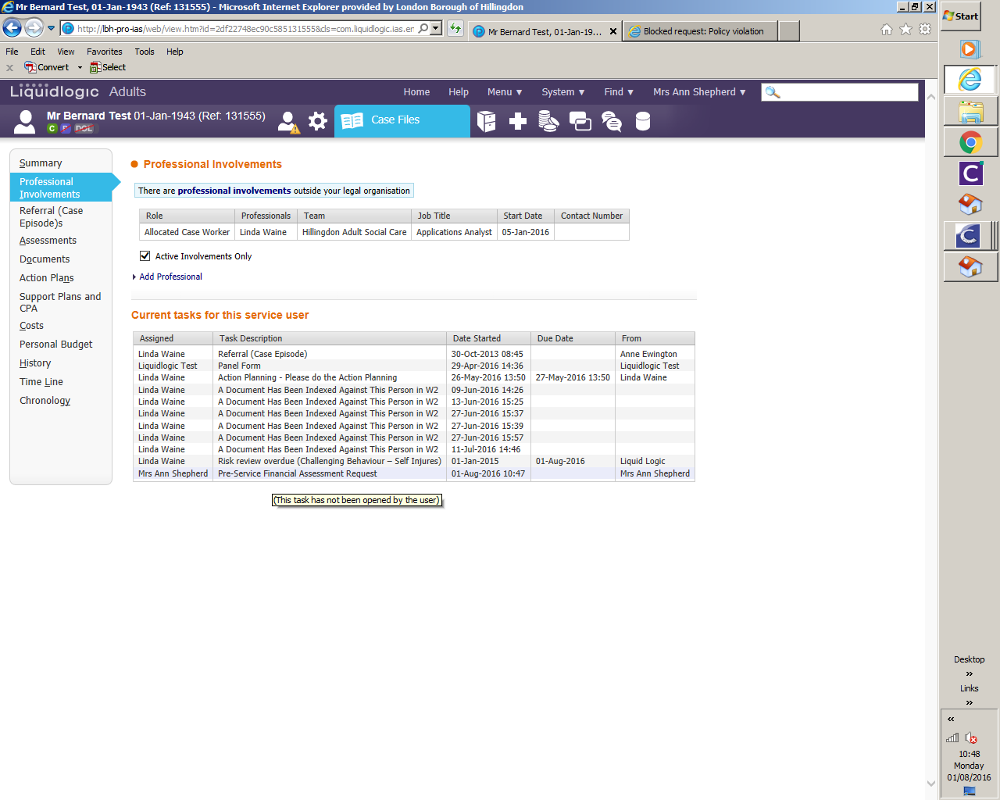 Mr Bernard Test, 01-Jan-1943 (Ref: 131555) - Microsoft Internet Explorer provided by London Borough of Hillingdon
Start
http://lbh-pro-ias/web/view.htm?id=2df22748ec90c585131555&cls=com.liquidlogic.ias.er
Mr Bernard Test, 01-Jan-19...
Blocked request: Policy violation
File Edit View Favorites Tools Help
x Convert Select
Liquidlogic Adults
Home Help Menu ▼ System ▼ Find ▼ Mrs Ann Shepherd ▼
Mr Bernard Test 01-Jan-1943 (Ref: 131555)
C DOL
Case Files
Summary
Professional
Involvements
Referral (Case
Episode)s
Assessments
Documents
Action Plans
Support Plans and
CPA
Costs
Personal Budget
History
Time Line
Chronology
Professional Involvements
There are professional involvements outside your legal organisation
Role Professionals Team Job Title Start Date Contact Number
Allocated Case Worker Linda Waine Hillingdon Adult Social Care Applications Analyst 05-Jan-2016
Active Involvements Only
Add Professional
Current tasks for this service user
Assigned Task Description Date Started Due Date From
Linda Waine Referral (Case Episode) 30-Oct-2013 08:45 Anne Ewington
Liquidlogic Test Panel Form 29-Apr-2016 14:36 Liquidlogic Test
Linda Waine Action Planning - Please do the Action Planning 26-May-2016 13:50 27-May-2016 13:50 Linda Waine
Linda Waine A Document Has Been Indexed Against This Person in W2 09-Jun-2016 14:26
Linda Waine A Document Has Been Indexed Against This Person in W2 13-Jun-2016 15:25
Linda Waine A Document Has Been Indexed Against This Person in W2 27-Jun-2016 15:37
Linda Waine A Document Has Been Indexed Against This Person in W2 27-Jun-2016 15:39
Linda Waine A Document Has Been Indexed Against This Person in W2 27-Jun-2016 15:57
Linda Waine A Document Has Been Indexed Against This Person in W2 11-Jul-2016 14:46
Linda Waine Risk review overdue (Challenging Behaviour – Self Injures) 01-Jan-2015 01-Aug-2016 Liquid Logic
Mrs Ann Shepherd Pre-Service Financial Assessment Request 01-Aug-2016 10:47 Mrs Ann Shepherd
(This task has not been opened by the user)
Desktop
»
Links
»
«
10:48
Monday
01/08/2016